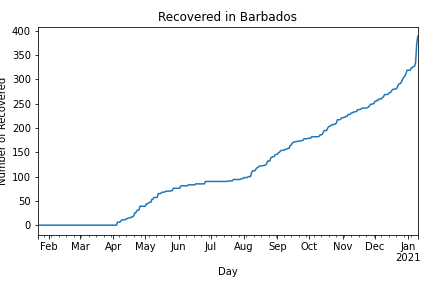 Recovered in Barbados
Number of Recovered
400
350
300
250
200
150
100
50
0
Feb Mar Apr May Jun Jul Aug Sep Oct Nov Dec Jan
2021
Day